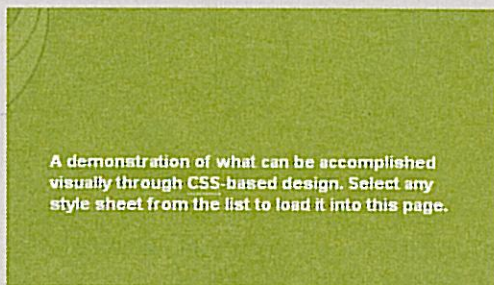 A demonstration of what can be accomplished
visually through CSS-based design. Select any
style sheet from the list to load it into this page.